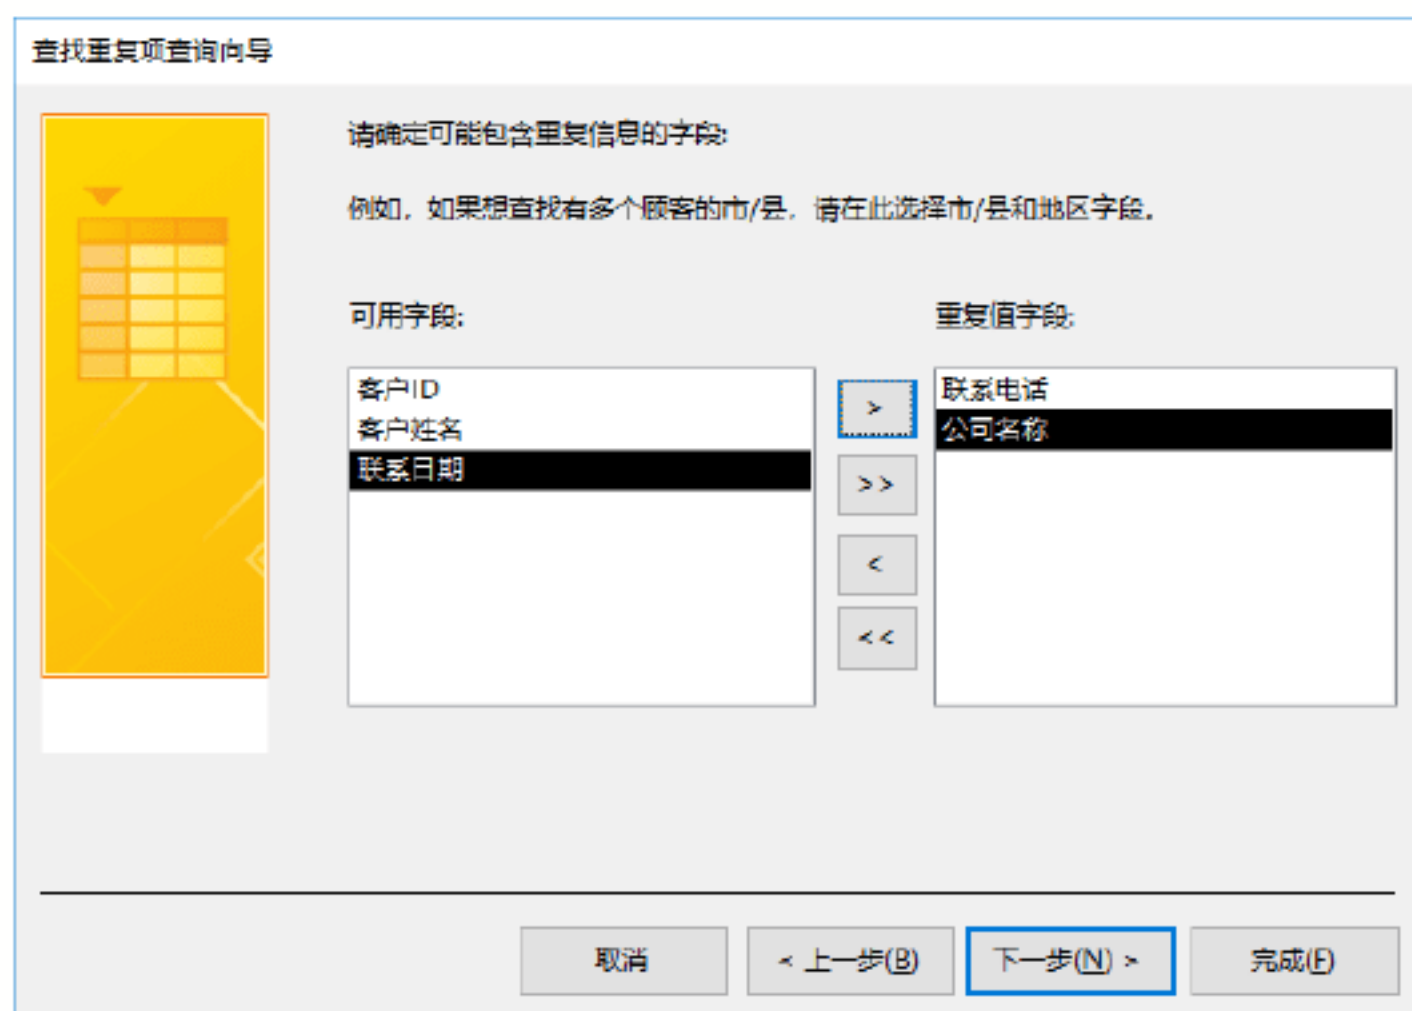 查找重复项查询向导
请确定可能包含重复信息的字段:
例如，如果想查找有多个顾客的市/县，请在此选择市/县和地区字段。
可用字段:
重复值字段:
客户ID
客户姓名
联系日期
>
>>
<
<<
联系电话
公司名称
取消
< 上一步(B)
下一步(N) >
完成(F)